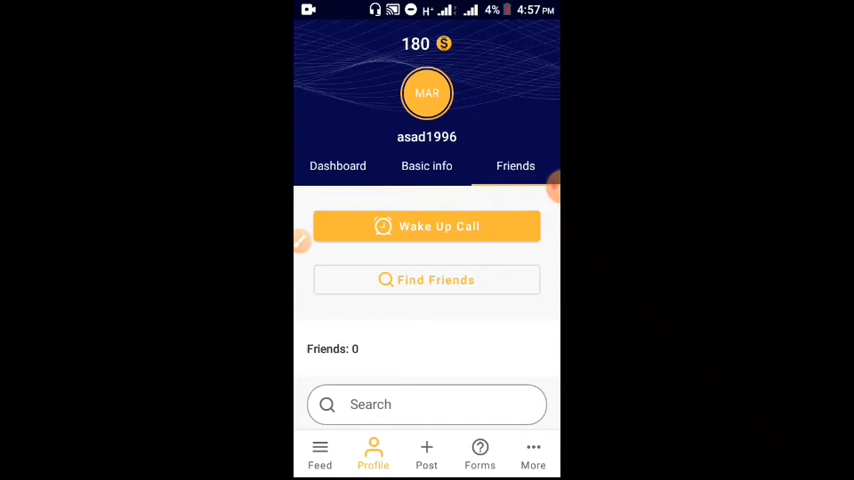 H+ 4% 4:57 PM
180 S
MAR
asad1996
Dashboard Basic info Friends
Wake Up Call
Find Friends
Friends: 0
Search
Feed Profile Post Forms More